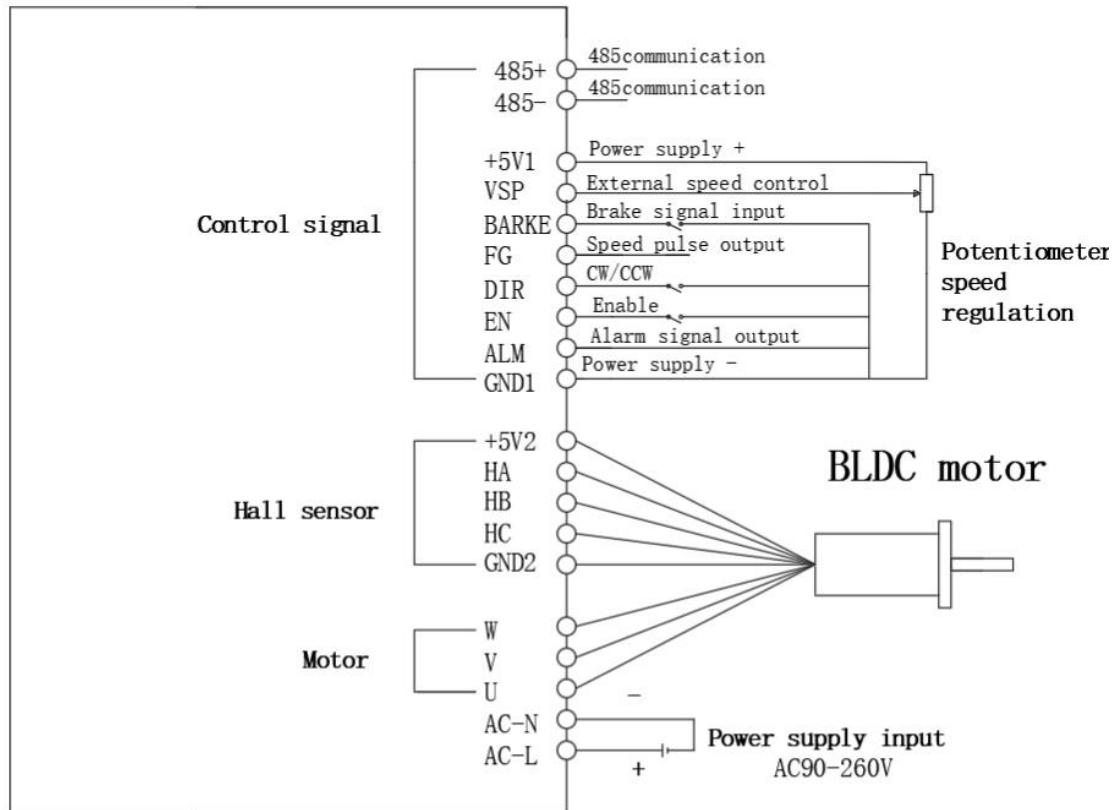 485+ 485communication
485- 485communication
+5V1 Power supply +
VSP External speed control
BARKE Brake signal input
Control signal
FG Speed pulse output
DIR CW/CCW
EN Enable
ALM Alarm signal output
GND1 Power supply -
Potentiometer
speed
regulation
+5V2
HA
HB
Hall sensor
HC
GND2
BLDC motor
W
Motor
V
U
-
AC-N
AC-L
+
Power supply input
AC90-260V